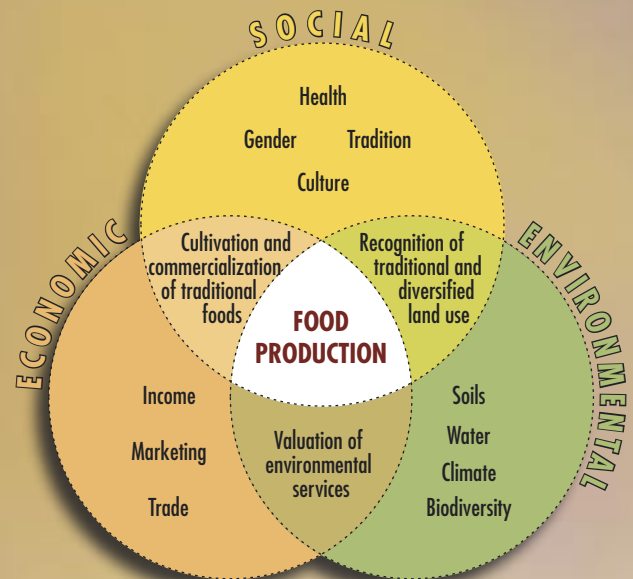 SOCIAL
Health
Gender Tradition
Culture
ECONOMIC
ENVIRONMENTAL
Cultivation and
commercialization
of traditional
foods
Recognition of
traditional and
diversified
land use
FOOD
PRODUCTION
Income
Marketing
Trade
Valuation of
environmental
services
Soils
Water
Climate
Biodiversity